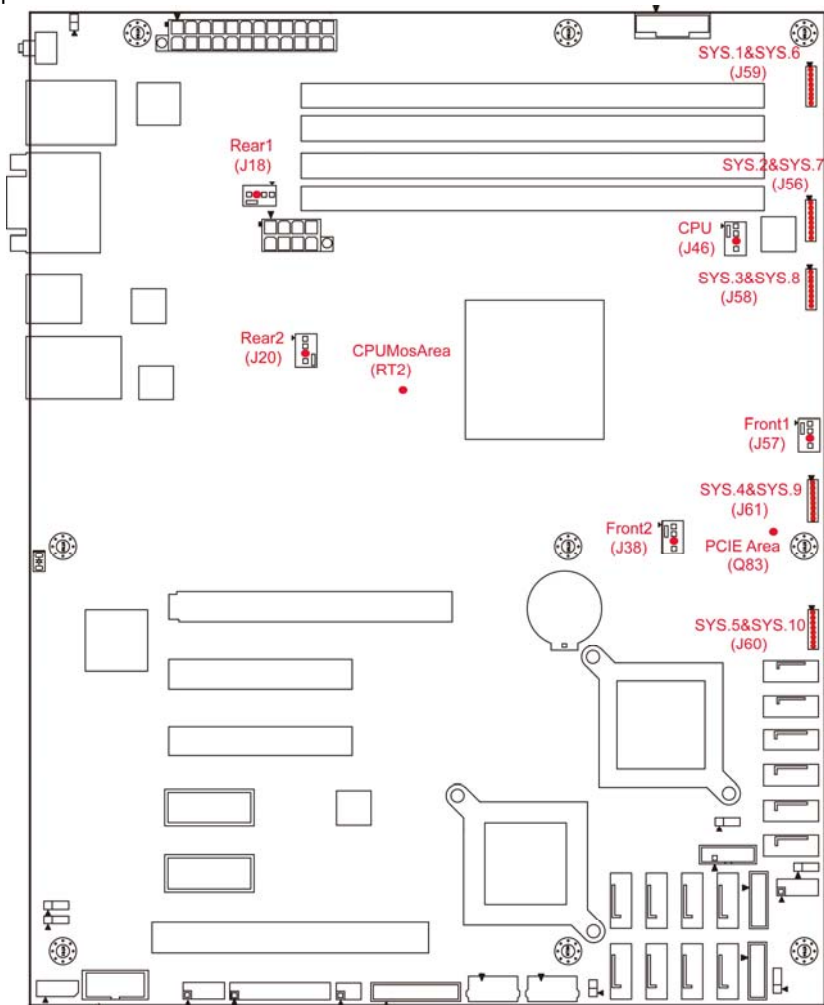 SYS.1&SYS.6
(J59)
Rear1
(J18)
SYS.2&SYS.7
(J56)
CPU
(J46)
SYS.3&SYS.8
(J58)
Rear2
(J20)
CPUMosArea
(RT2)
Front1
(J57)
SYS.4&SYS.9
(J61)
Front2
(J38)
PCIE Area
(Q83)
SYS.5&SYS.10
(J60)